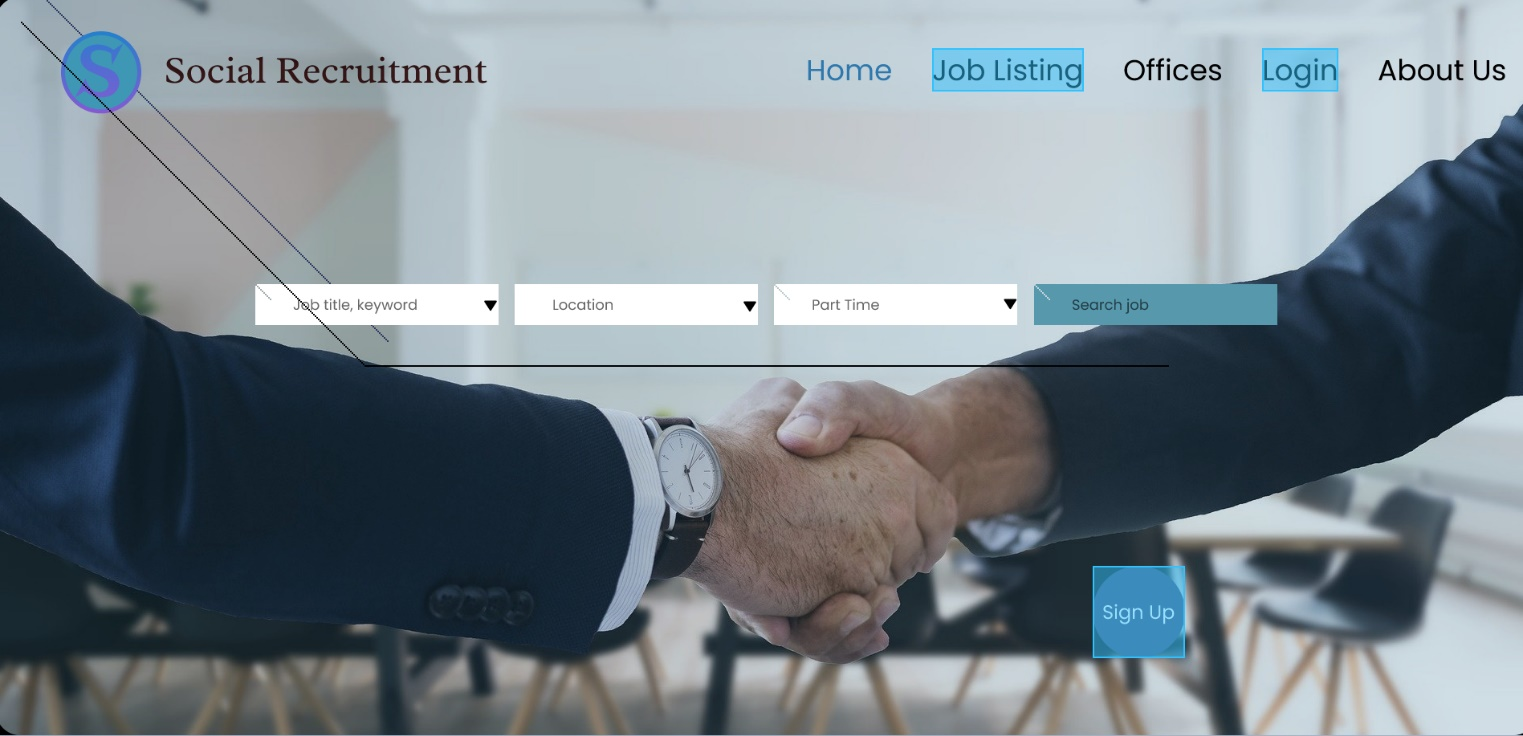 S
Social Recruitment
Home
Job Listing
Offices
Login
About Us
Job title, keyword
Location
Part Time
Search job
Sign Up